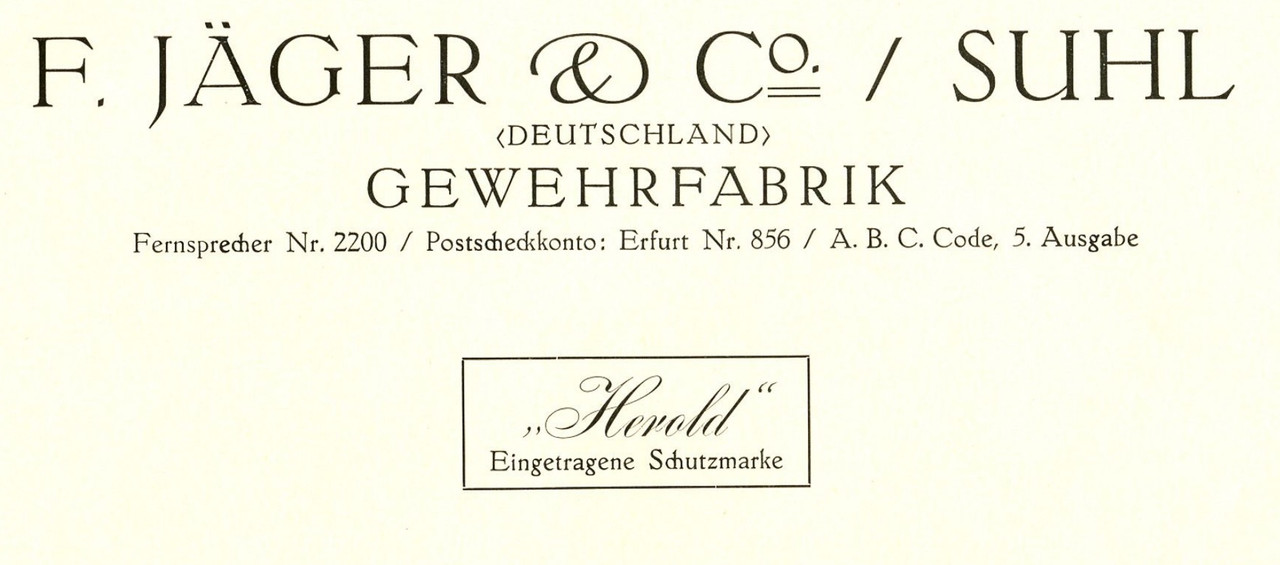 F. JÄGER & Co. / SUHL
<DEUTSCHLAND>
GEWEHRFABRIK
Fernsprecher Nr. 2200 / Postscheckkonto: Erfurt Nr. 856 / A. B. C. Code, 5. Ausgabe
„Herold“
Eingetragene Schutzmarke